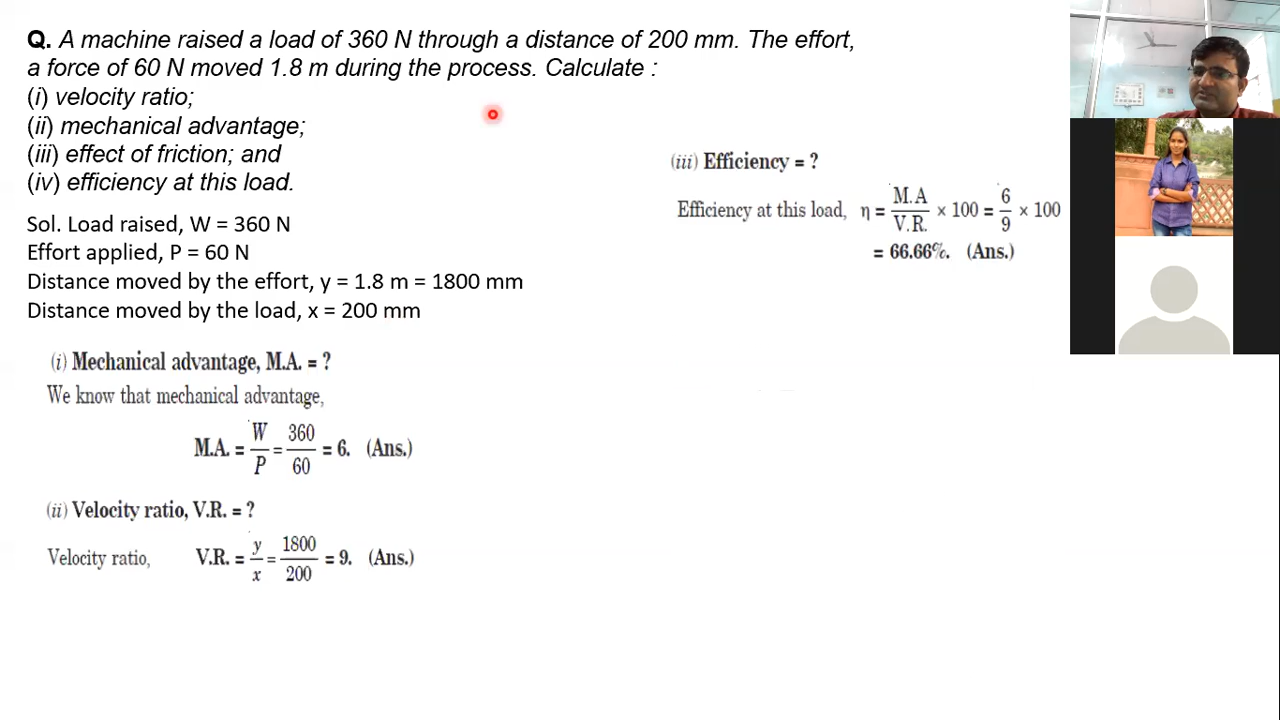 Q. A machine raised a load of 360 N through a distance of 200 mm. The effort,
a force of 60 N moved 1.8 m during the process. Calculate :
(i) velocity ratio;
(ii) mechanical advantage;
(iii) effect of friction; and
(iv) efficiency at this load.
Sol. Load raised, W = 360 N
Effort applied, P = 60 N
Distance moved by the effort, y = 1.8 m = 1800 mm
Distance moved by the load, x = 200 mm
(i) Mechanical advantage, M.A. = ?
We know that mechanical advantage,
M.A. = W/P = 360/60 = 6. (Ans.)
(ii) Velocity ratio, V.R. = ?
Velocity ratio, V.R. = y/x = 1800/200 = 9. (Ans.)
(iii) Efficiency = ?
Efficiency at this load, η = M.A/V.R. × 100 = 6/9 × 100
= 66.66%. (Ans.)